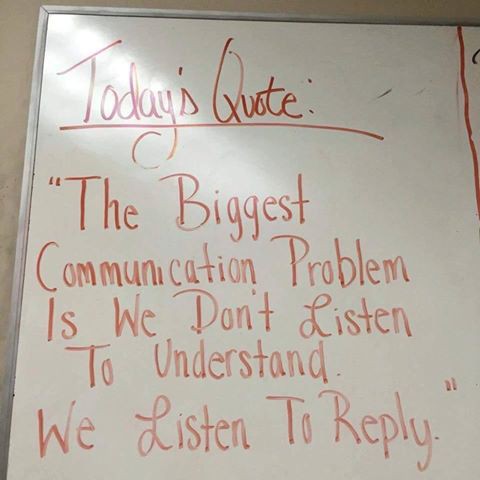 Today's Quote:
"The Biggest
Communication Problem
Is We Don't Listen
To Understand.
We Listen To Reply."